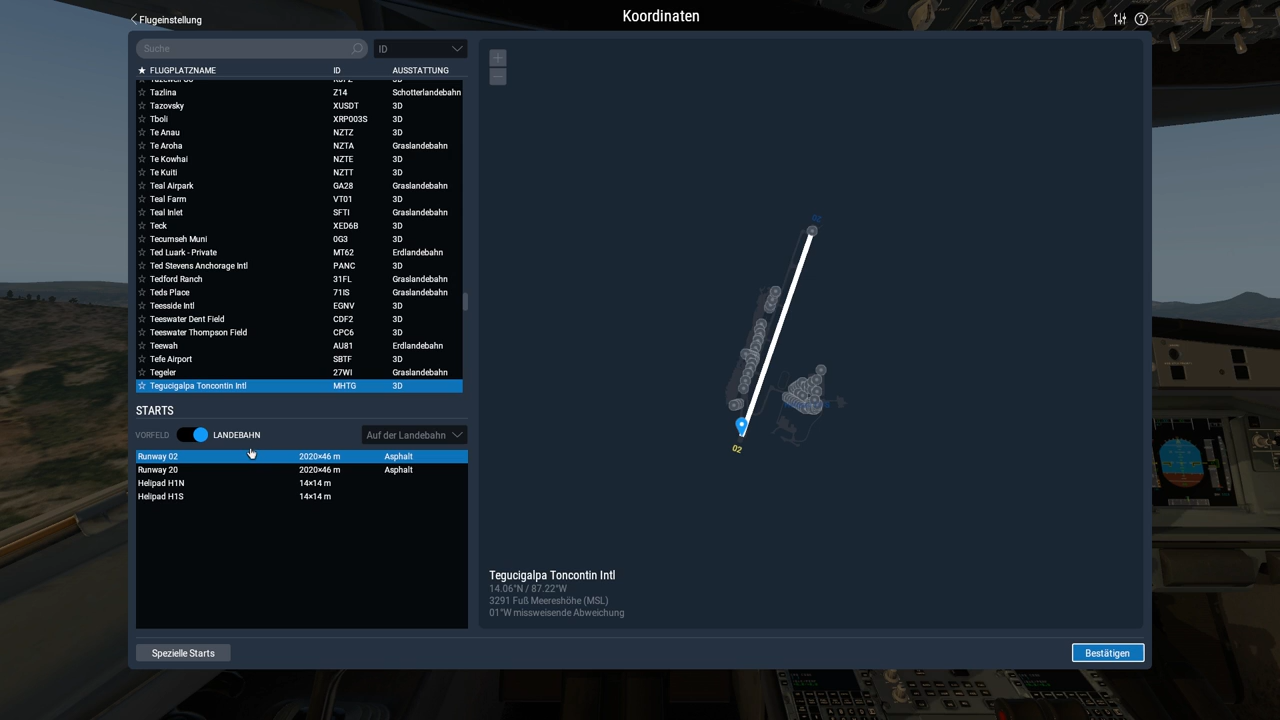 Flugeinstellung
Koordinaten
Suche
ID
FLUGPLATZNAME ID AUSSTATTUNG
Tazlina Z14 Schotterlandebahn
Tazovsky XUSDT 3D
Tboli XRP003S 3D
Te Anau NZTZ 3D
Te Aroha NZTA Graslandebahn
Te Kowhai NZTE 3D
Te Kuiti NZTT 3D
Teal Airpark GA28 Graslandebahn
Teal Farm VT01 3D
Teal Inlet SFTI Graslandebahn
Teck XED6B 3D
Tecumseh Muni 0G3 3D
Ted Luark - Private MT62 Erdlandebahn
Ted Stevens Anchorage Intl PANC 3D
Tedford Ranch 31FL Graslandebahn
Teds Place 71IS Graslandebahn
Teesside Intl EGNV 3D
Teeswater Dent Field CDF2 3D
Teeswater Thompson Field CPC6 3D
Teewah AU81 Erdlandebahn
Tefe Airport SBTF 3D
Tegeler 27WI Graslandebahn
Tegucigalpa Toncontin Intl MHTG 3D
STARTS
VORFELD LANDEBAHN Auf der Landebahn
Runway 02 2020×46 m Asphalt
Runway 20 2020×46 m Asphalt
Helipad H1N 14×14 m
Helipad H1S 14×14 m
02
Tegucigalpa Toncontin Intl
14.06°N / 87.22°W
3291 Fuß Meereshöhe (MSL)
01°W missweisende Abweichung
Spezielle Starts
Bestätigen